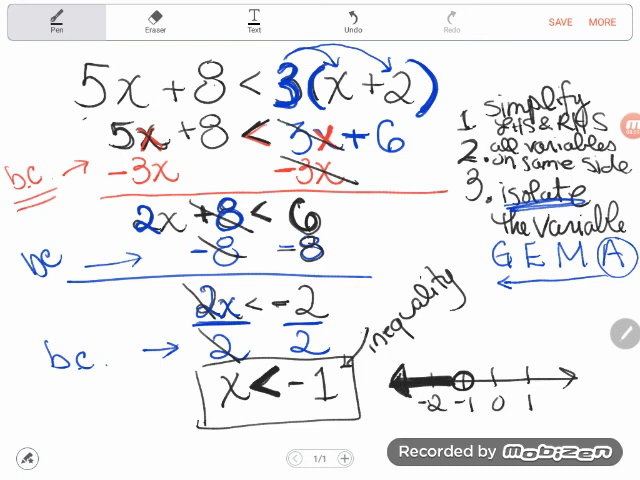 Pen
Eraser
Text
Undo
Redo
SAVE
MORE
5x + 8 < 3(x + 2)
5x + 8 < 3x + 6
bc. → -3x -3x
2x + 8 < 6
bc → -8 -8
2x < -2
bc. → 2 2
x < -1
inequality
1. simplify
LHS & RHS
2. all variables
on same side
3. isolate
the variable
G E M A
-2 -1 0 1
1/1
Recorded by
mobizen